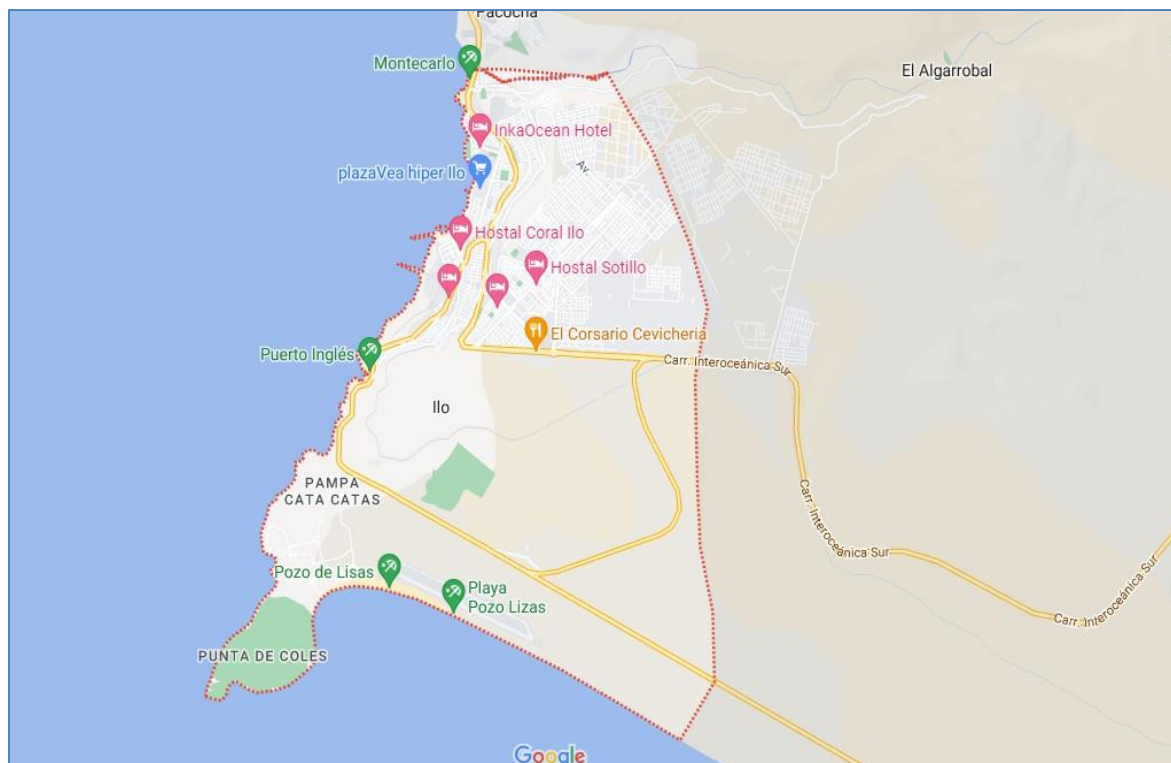 Pacocha
Montecarlo
El Algarrobal
InkaOcean Hotel
Av.
plazaVea hiper Ilo
Hostal Coral Ilo
Hostal Sotillo
El Corsario Cevicheria
Puerto Inglés
Carr. Interoceánica Sur
Ilo
PAMPA
CATA CATAS
Carr. Interoceánica Sur
Pozo de Lisas
Playa
Pozo Lizas
Carr. Interoceánica Sur
PUNTA DE COLES
Google